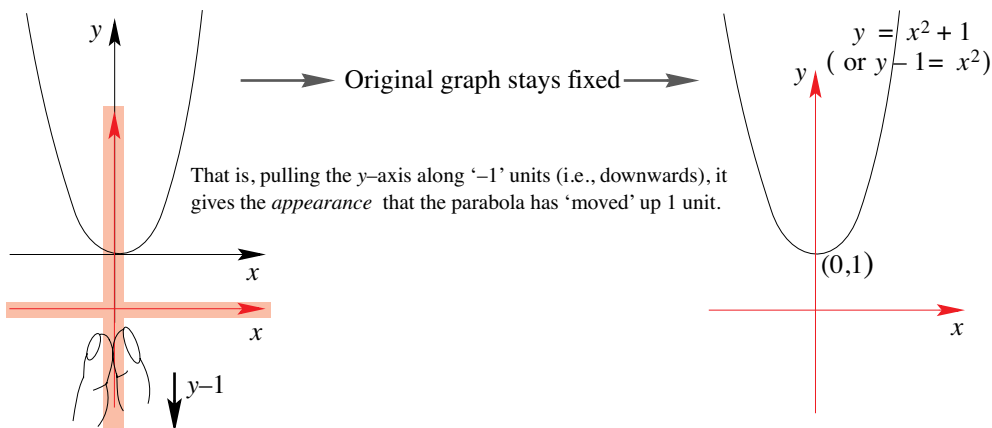 y
Original graph stays fixed
y = x² + 1
( or y – 1 = x²)
y
That is, pulling the y–axis along ‘–1’ units (i.e., downwards), it
gives the appearance that the parabola has ‘moved’ up 1 unit.
x
(0,1)
x
x
y–1